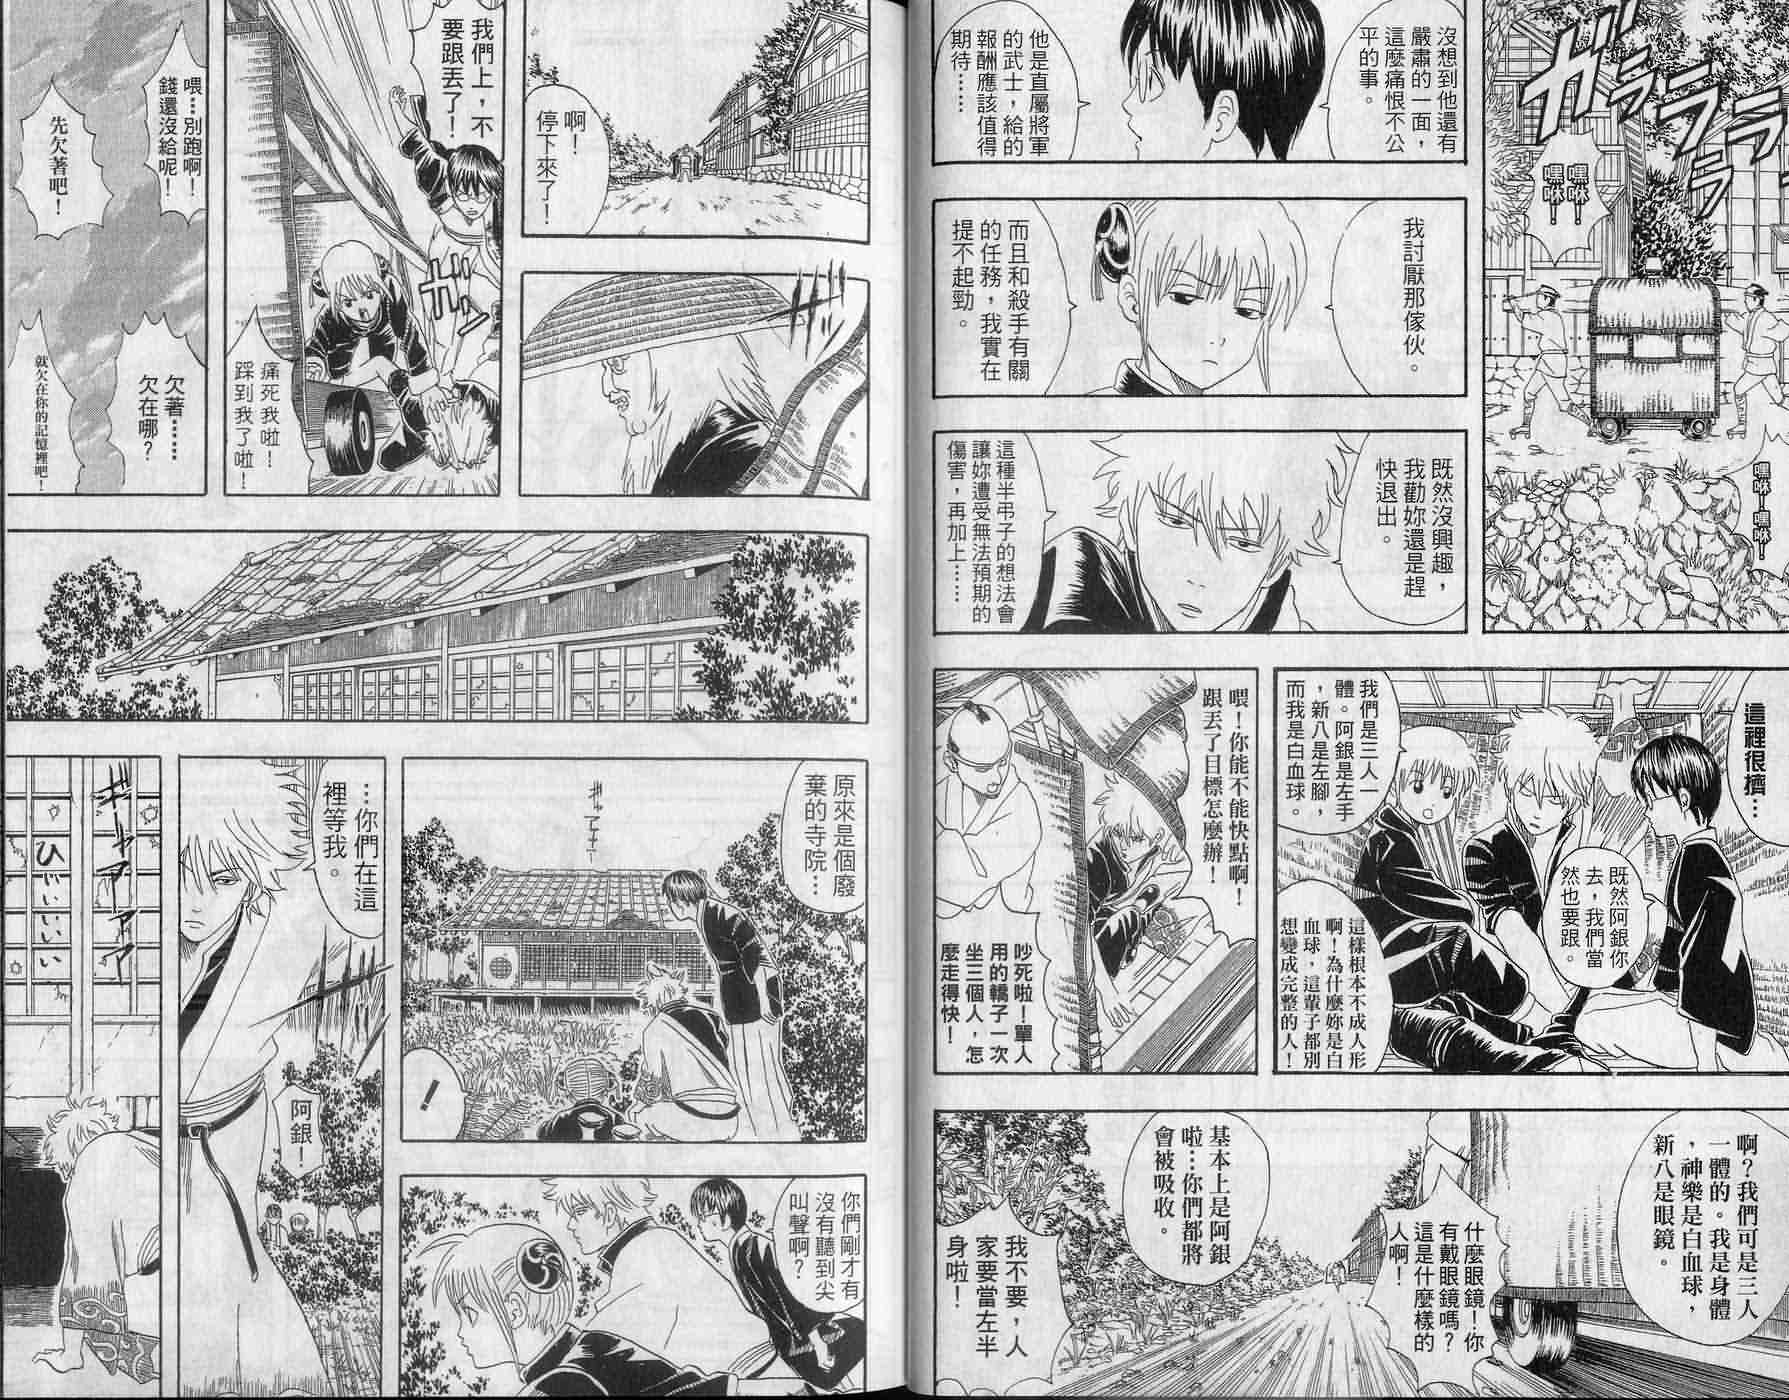 ガラララララ
嘿咻!
嘿咻!
嘿咻!嘿咻!
沒想到他還有
嚴肅的一面,
這麼痛恨不公
平的事。
他是直屬將軍
的武士,給的
報酬應該值得
期待……
我討厭那傢伙。
而且和殺手有關
的任務,我實在
提不起勁。
既然沒興趣,
我勸妳還是趕
快退出。
這種半弔子的想法會
讓妳遭受無法預期的
傷害,再加上……
這裡很擠…
既然阿銀你
去,我們當
然也要跟。
我們是三人一
體。阿銀是左手
,新八是左腳,
而我是白血球。
這樣根本不成人形
啊!為什麼妳是白
血球,這輩子都別
想變成完整的人!
喂!你能不能快點啊!
跟丟了目標怎麼辦!
吵死啦!單人
用的轎子一次
坐三個人,怎
麼走得快!
啊?我們可是三人
一體的。我是身體
,神樂是白血球,
新八是眼鏡。
什麼眼鏡!你
有戴眼鏡嗎?
這是什麼樣的
人啊!
基本上是阿銀
啦…你們都將
會被吸收。
我不要,人
家要當左半
身啦!
啊!
停下來了!
我們上,不
要跟丟了!
ガガ
痛死我啦!
踩到我了啦!
喂…別跑啊!
錢還沒給呢!
先欠著吧!
欠著……
欠在哪?
就欠在你的記憶裡吧!
原來是個廢
棄的寺院…
!
你們剛才有
沒有聽到尖
叫聲啊?
…你們在這
裡等我。
阿銀!
ひぃぃぃぃ